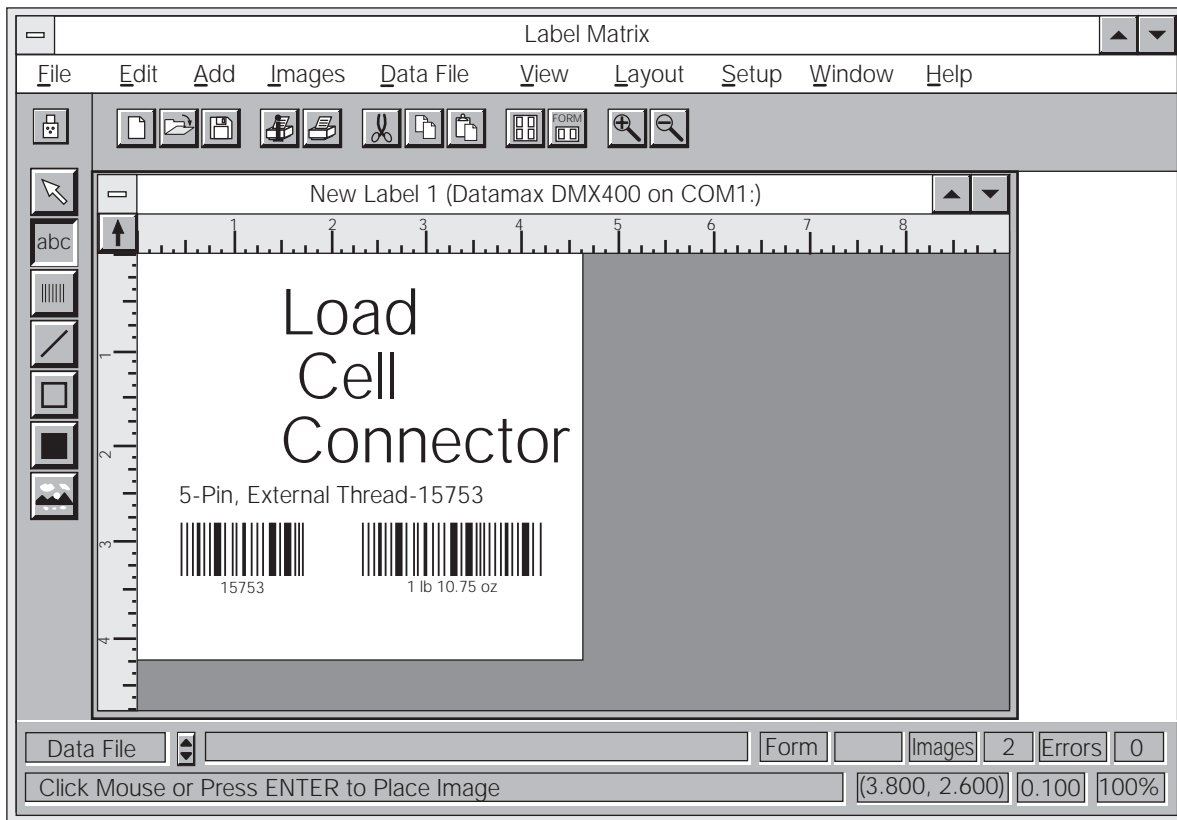 Label Matrix
File Edit Add Images Data File View Layout Setup Window Help
FORM
New Label 1 (Datamax DMX400 on COM1:)
abc
1 2 3 4 5 6 7 8
Load
1
Cell
Connector
2
5-Pin, External Thread-15753
3
15753 1 lb 10.75 oz
4
Data File Form Images 2 Errors 0
Click Mouse or Press ENTER to Place Image (3.800, 2.600) 0.100 100%